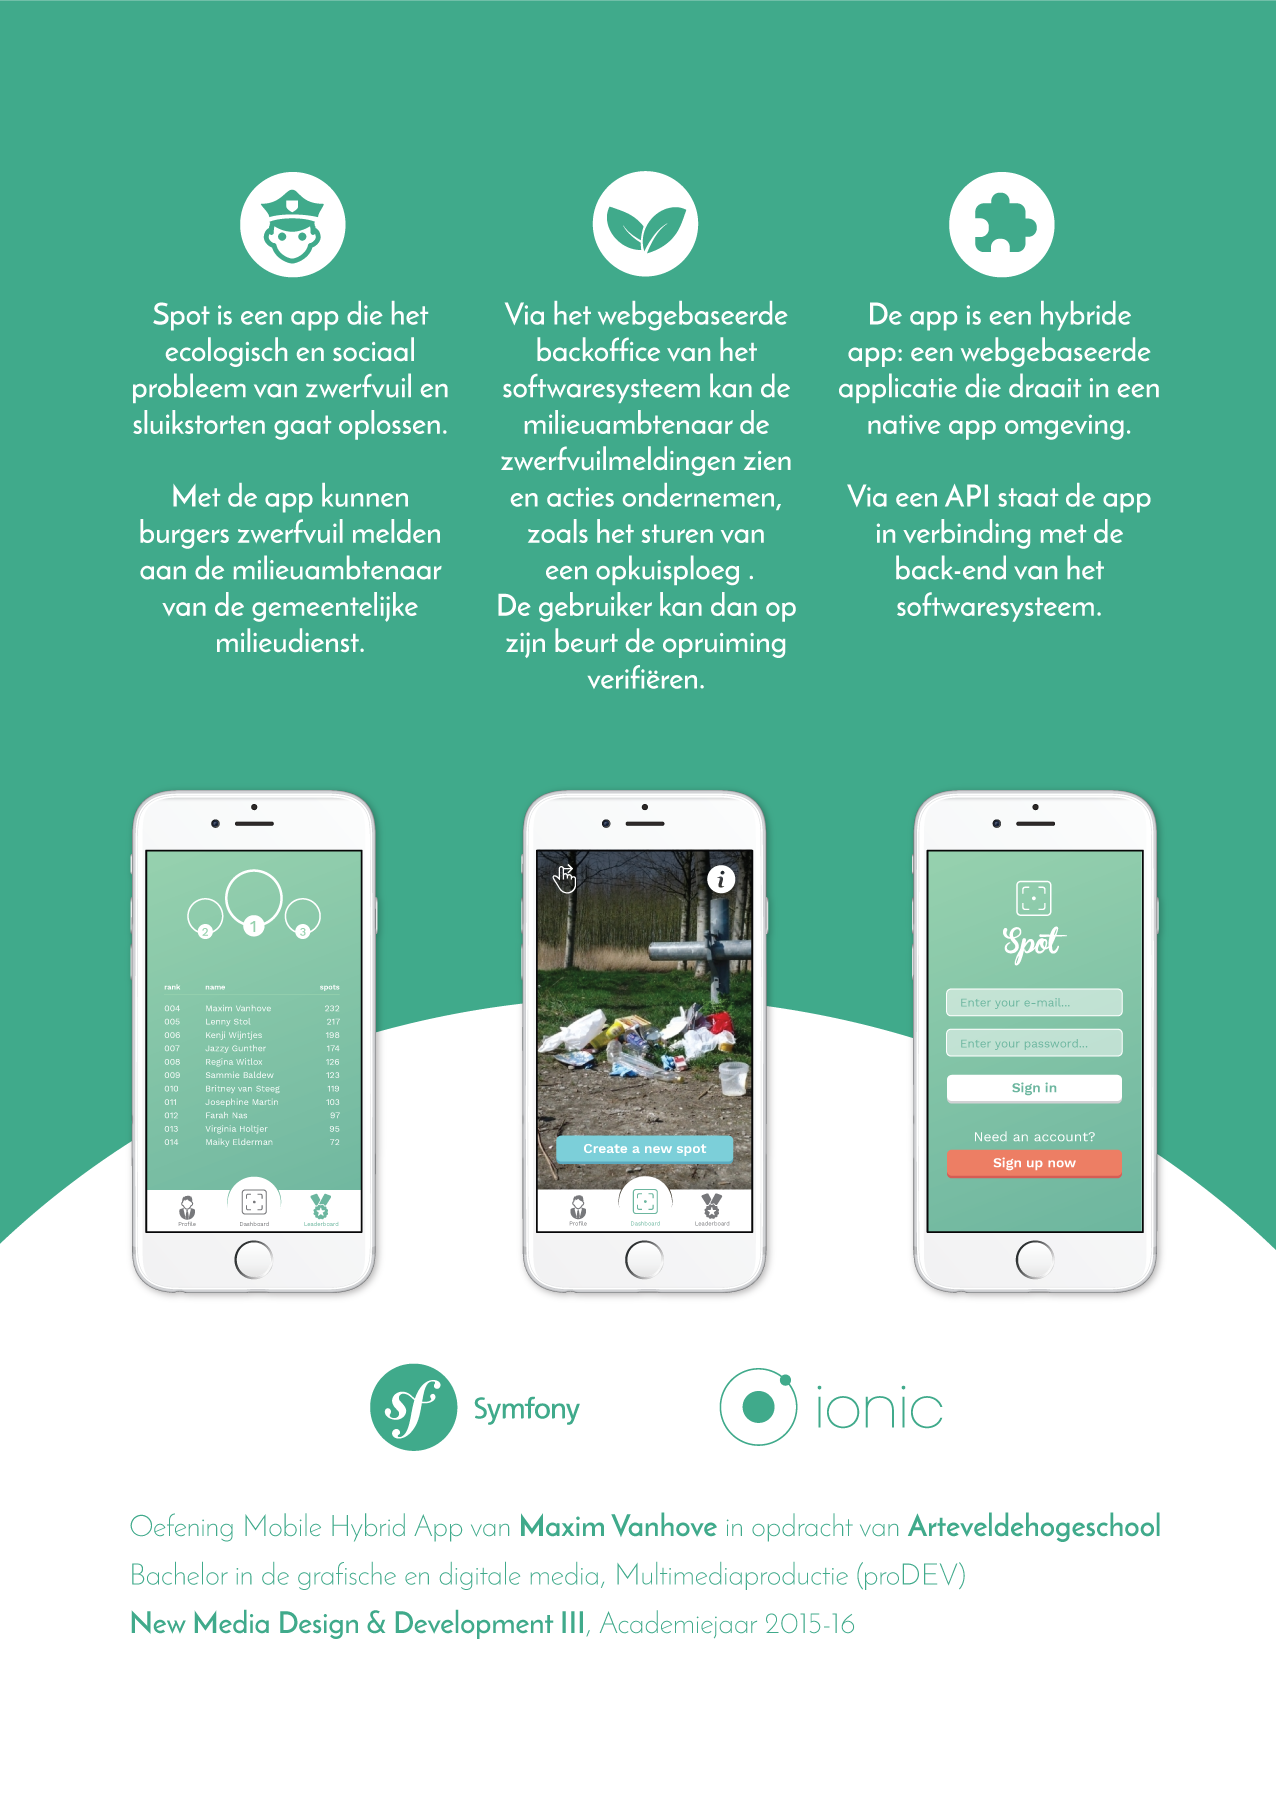 Spot is een app die het
ecologisch en sociaal
probleem van zwerfvuil en
sluikstorten gaat oplossen.
Met de app kunnen
burgers zwerfvuil melden
aan de milieuambtenaar
van de gemeentelijke
milieudienst.
Via het webgebaseerde
backoffice van het
softwaresysteem kan de
milieuambtenaar de
zwerfvuilmeldingen zien
en acties ondernemen,
zoals het sturen van
een opkuisploeg .
De gebruiker kan dan op
zijn beurt de opruiming
verifiëren.
De app is een hybride
app: een webgebaseerde
applicatie die draait in een
native app omgeving.
Via een API staat de app
in verbinding met de
back-end van het
softwaresysteem.
2 1 3
rank name spots
004 Maxim Vanhove 232
005 Lenny Stol 217
006 Kenji Wijntjes 198
007 Jazzy Gunther 174
008 Regina Witlox 126
009 Sammie Baldew 123
010 Britney van Steeg 119
011 Josephine Martin 103
012 Farah Nas 97
013 Virginia Holtjer 95
014 Maiky Elderman 72
Profile Dashboard Leaderboard
i
Create a new spot
Profile Dashboard Leaderboard
Spot
Enter your e-mail...
Enter your password...
Sign in
Need an account?
Sign up now
sf Symfony
ionic
Oefening Mobile Hybrid App van Maxim Vanhove in opdracht van Arteveldehogeschool
Bachelor in de grafische en digitale media, Multimediaproductie (proDEV)
New Media Design & Development III, Academiejaar 2015-16